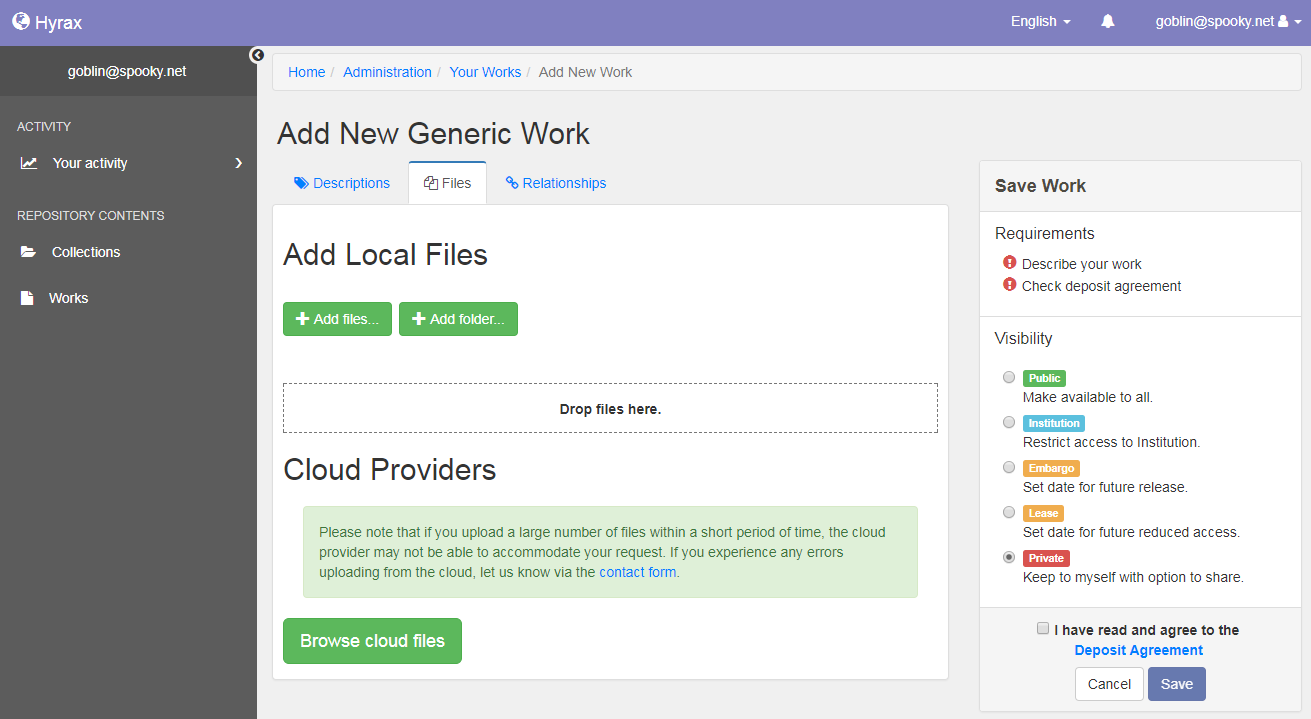 Hyrax
English
goblin@spooky.net
goblin@spooky.net
ACTIVITY
Your activity
REPOSITORY CONTENTS
Collections
Works
Home / Administration / Your Works / Add New Work
Add New Generic Work
Descriptions
Files
Relationships
Add Local Files
Add files...
Add folder...
Drop files here.
Cloud Providers
Please note that if you upload a large number of files within a short period of time, the cloud
provider may not be able to accommodate your request. If you experience any errors
uploading from the cloud, let us know via the contact form.
Browse cloud files
Save Work
Requirements
Describe your work
Check deposit agreement
Visibility
Public
Make available to all.
Institution
Restrict access to Institution.
Embargo
Set date for future release.
Lease
Set date for future reduced access.
Private
Keep to myself with option to share.
I have read and agree to the
Deposit Agreement
Cancel
Save